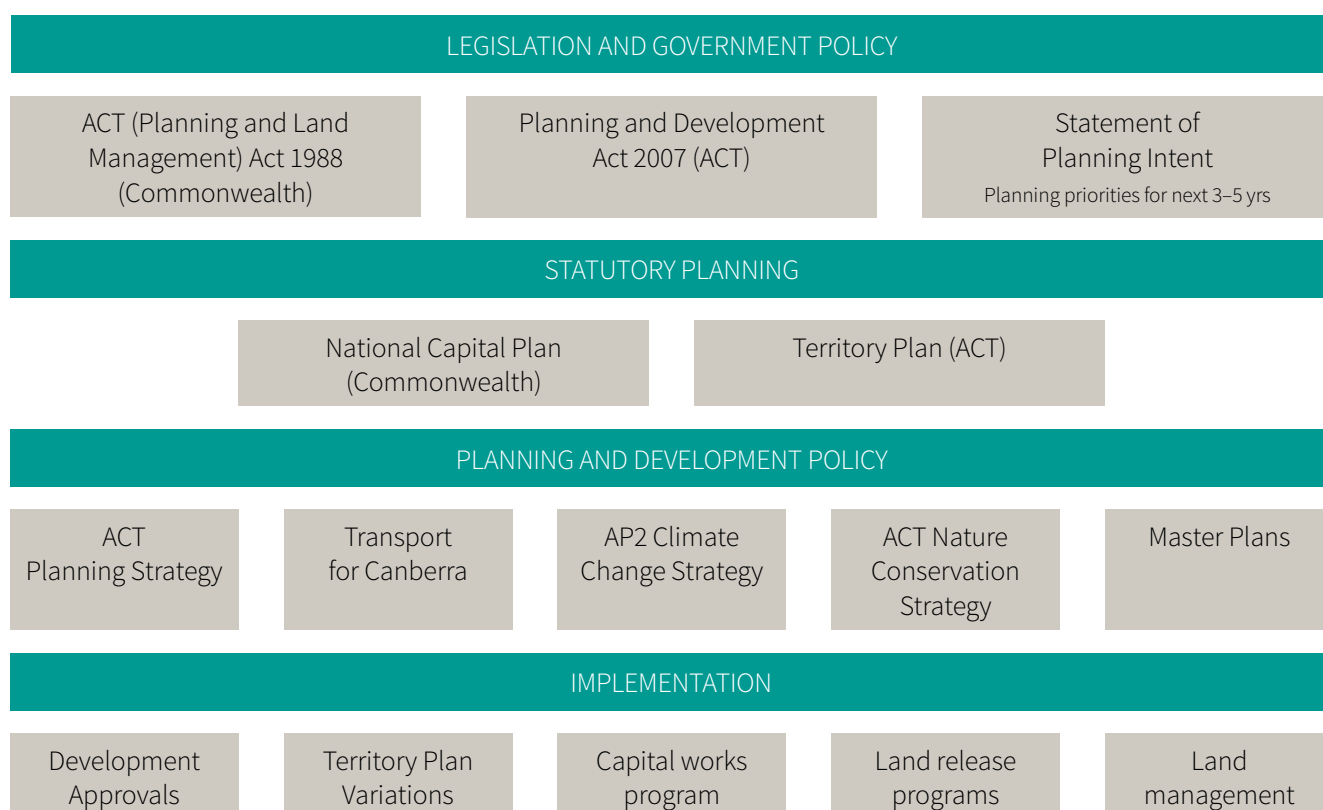 LEGISLATION AND GOVERNMENT POLICY
ACT (Planning and Land
Management) Act 1988
(Commonwealth)
Planning and Development
Act 2007 (ACT)
Statement of
Planning Intent
Planning priorities for next 3–5 yrs
STATUTORY PLANNING
National Capital Plan
(Commonwealth)
Territory Plan (ACT)
PLANNING AND DEVELOPMENT POLICY
ACT
Planning Strategy
Transport
for Canberra
AP2 Climate
Change Strategy
ACT Nature
Conservation
Strategy
Master Plans
IMPLEMENTATION
Development
Approvals
Territory Plan
Variations
Capital works
program
Land release
programs
Land
management